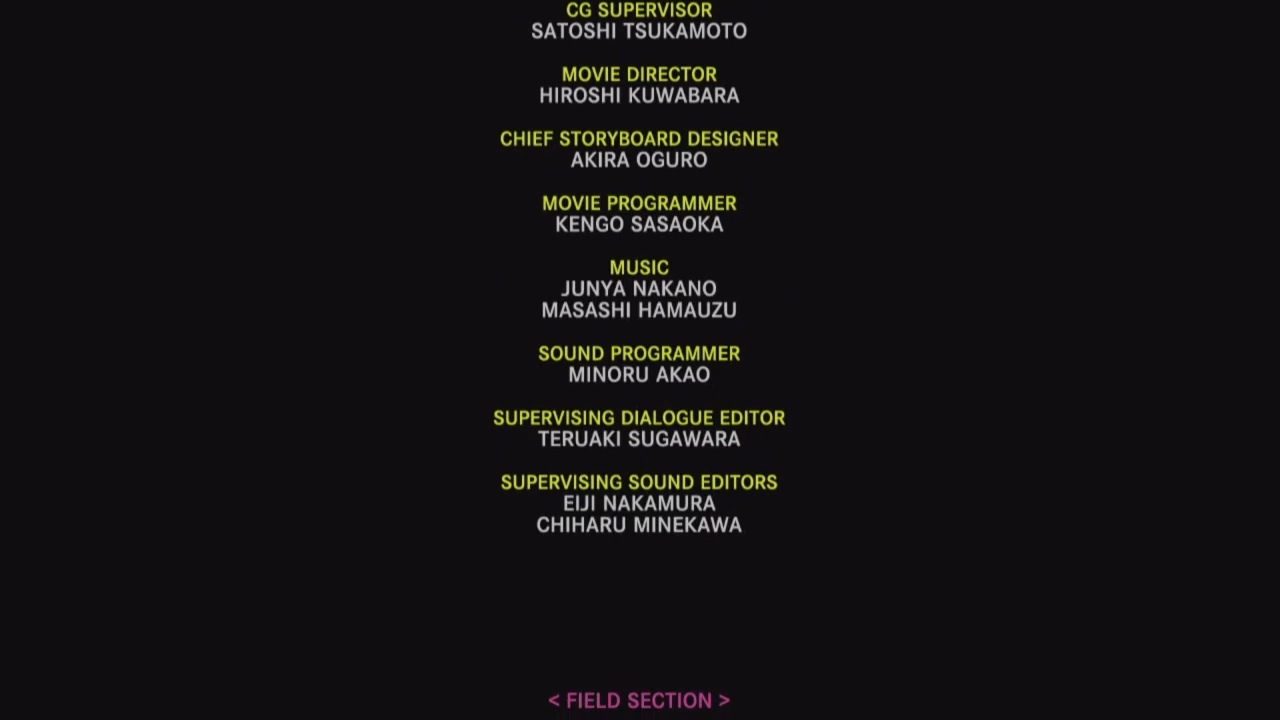 CG SUPERVISOR
SATOSHI TSUKAMOTO
MOVIE DIRECTOR
HIROSHI KUWABARA
CHIEF STORYBOARD DESIGNER
AKIRA OGURO
MOVIE PROGRAMMER
KENGO SASAOKA
MUSIC
JUNYA NAKANO
MASASHI HAMAUZU
SOUND PROGRAMMER
MINORU AKAO
SUPERVISING DIALOGUE EDITOR
TERUAKI SUGAWARA
SUPERVISING SOUND EDITORS
EIJI NAKAMURA
CHIHARU MINEKAWA
< FIELD SECTION >